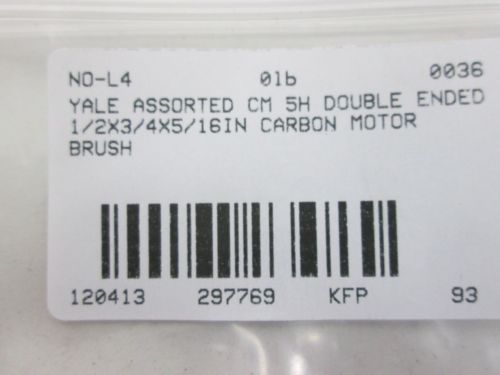 NO-L4 01b 0036
YALE ASSORTED CM 5H DOUBLE ENDED
1/2X3/4X5/16IN CARBON MOTOR
BRUSH
120413 297769 KFP 93